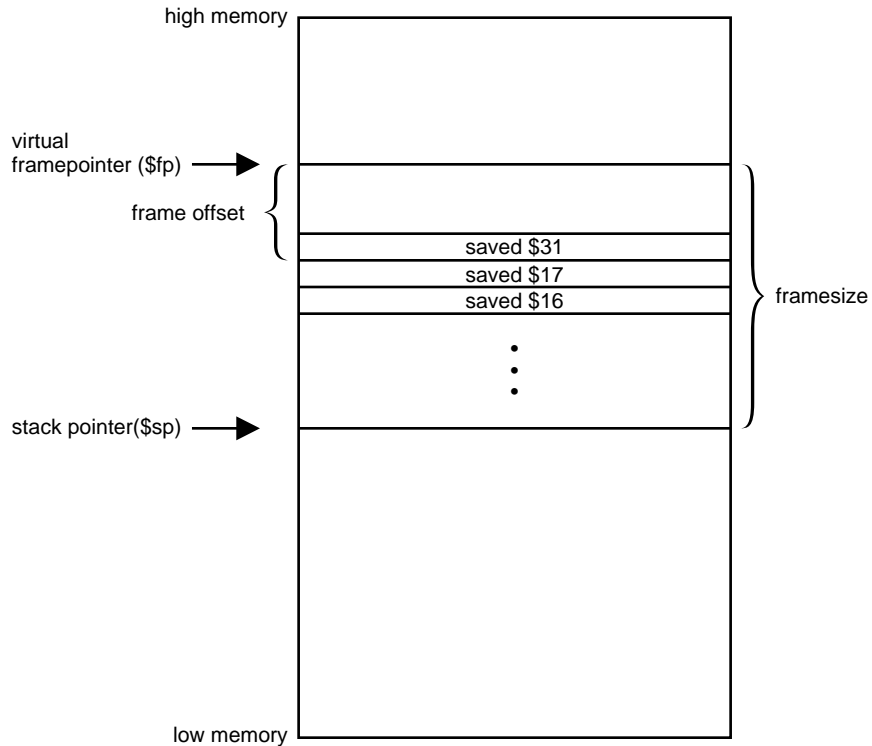 high memory
virtual
framepointer ($fp)
frame offset
saved $31
saved $17
saved $16
framesize
stack pointer($sp)
low memory